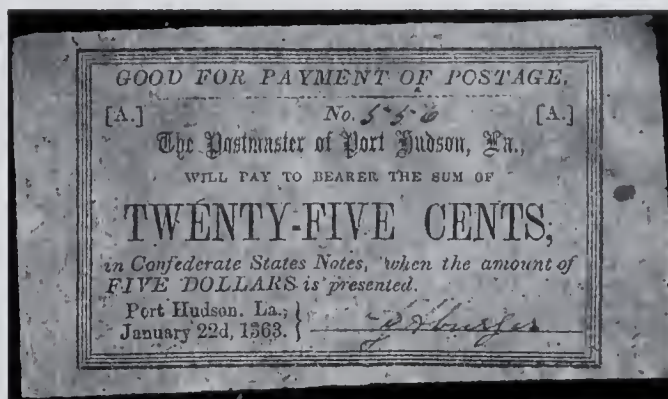 GOOD FOR PAYMENT OF POSTAGE,
[A.] No. 556 [A.]
The Postmaster of Port Hudson, La.,
WILL PAY TO BEARER THE SUM OF
TWENTY-FIVE CENTS,
in Confederate States Notes, when the amount of
FIVE DOLLARS is presented.
Port Hudson. La.,
January 22d, 1863.